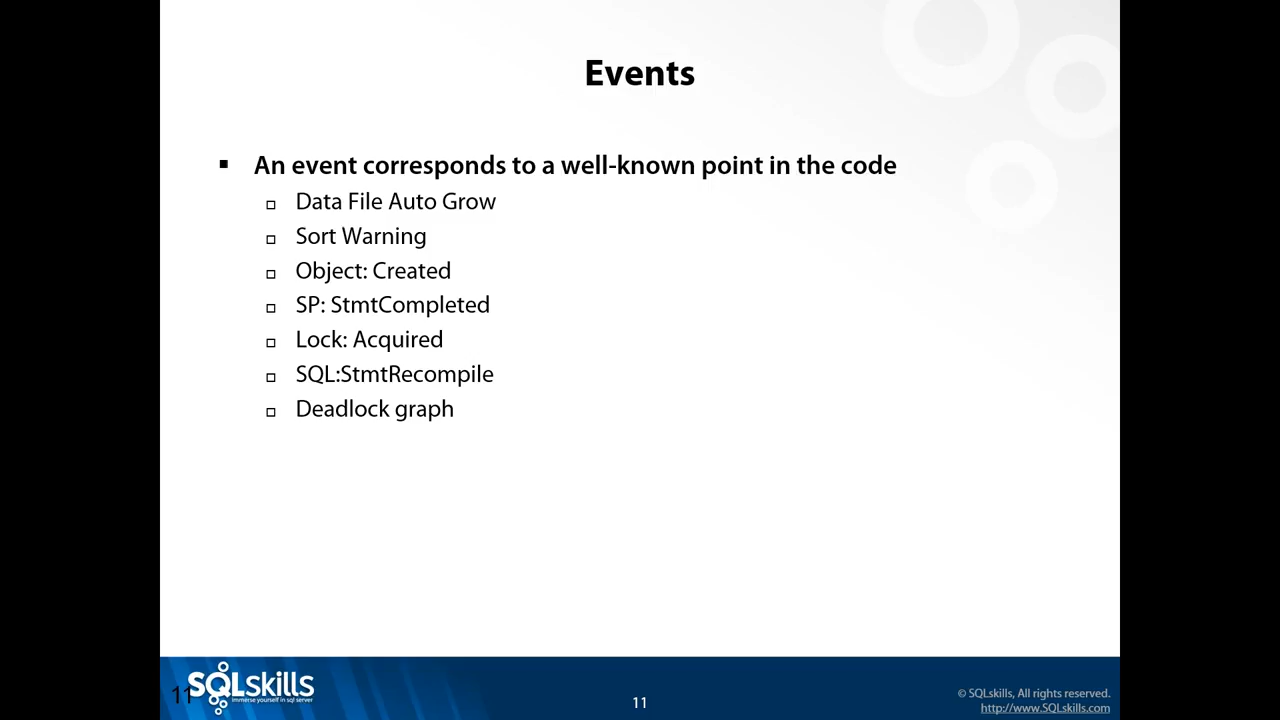 Events
An event corresponds to a well-known point in the code
Data File Auto Grow
Sort Warning
Object: Created
SP: StmtCompleted
Lock: Acquired
SQL:StmtRecompile
Deadlock graph
11
SQLskills
immerse yourself in sql server
11
© SQLskills, All rights reserved.
http://www.SQLskills.com